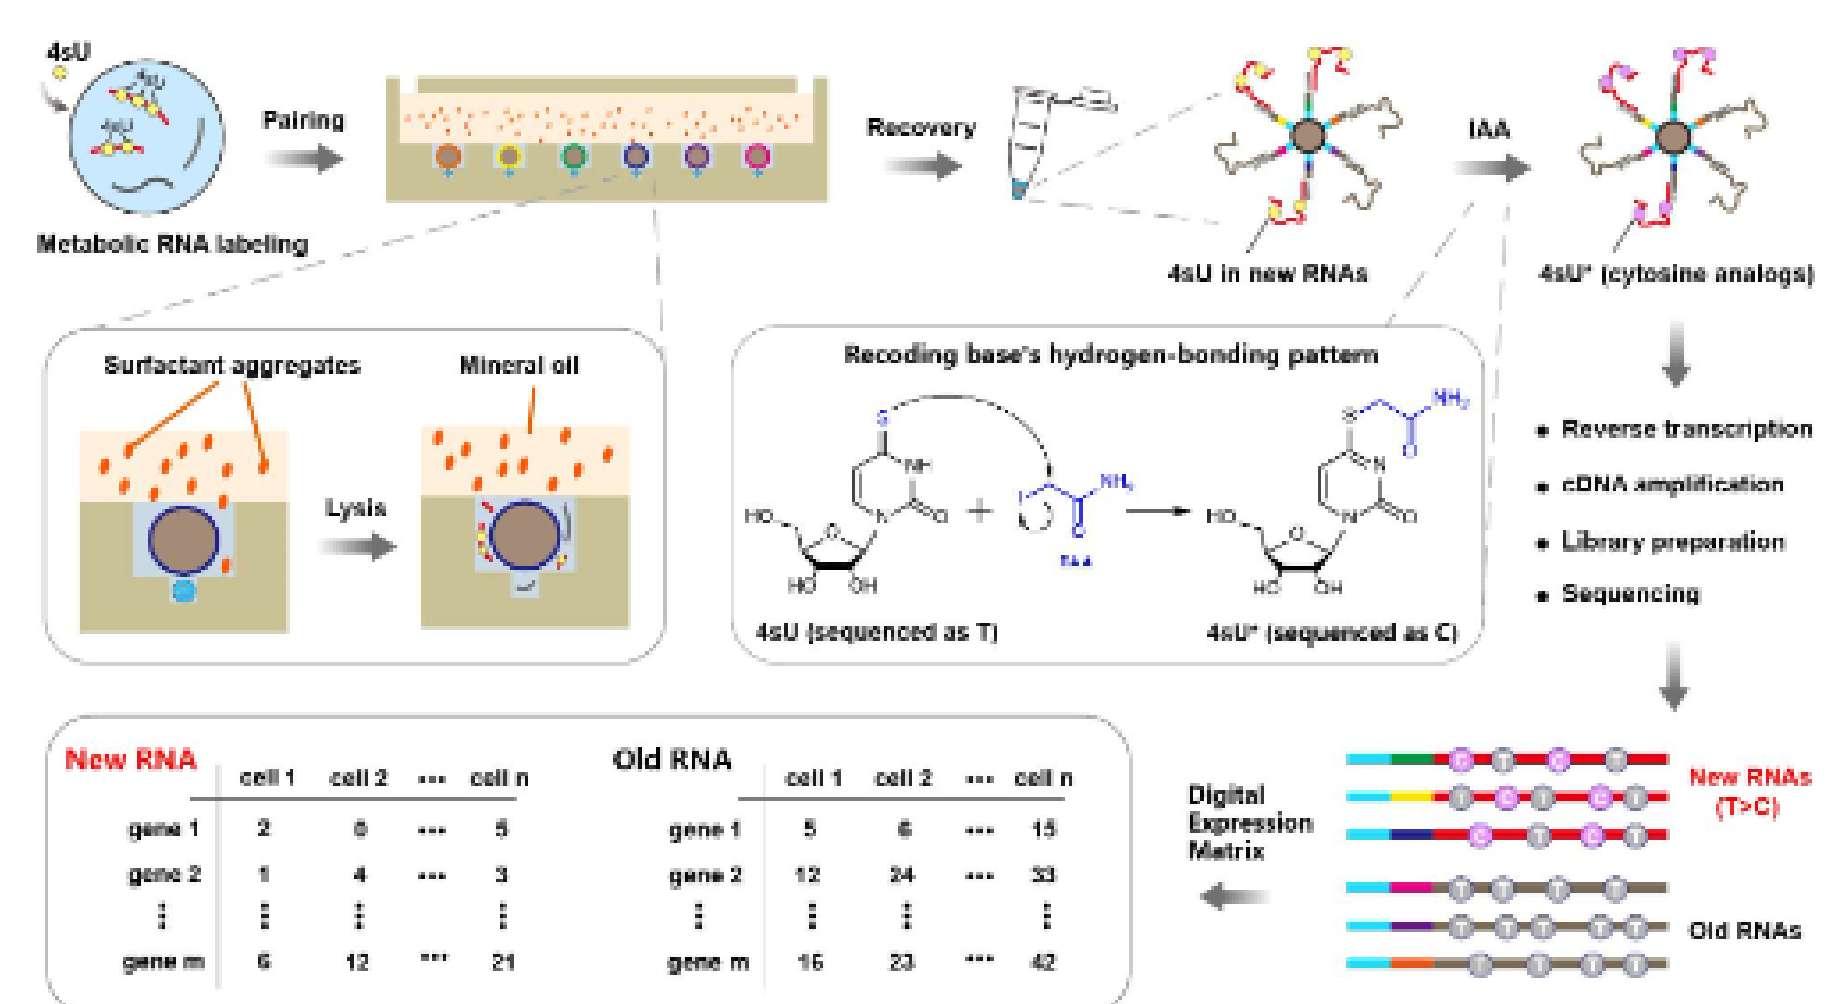 4sU
4sU
4sU
Pairing
Recovery
IAA
Metabolic RNA labeling
4sU in new RNAs
4sU* (cytosine analogs)
Surfactant aggregates
Mineral oil
Lysis
Recoding base's hydrogen-bonding pattern
S
NH
N
O
HO
O
HO
OH
+
I
NH₂
O
IAA
S
NH₂
O
N
N
O
HO
O
HO
OH
4sU (sequenced as T)
4sU* (sequenced as C)
• Reverse transcription
• cDNA amplification
• Library preparation
• Sequencing
New RNA
cell 1 cell 2 ... cell n
gene 1 2 0 ... 5
gene 2 1 4 ... 3
gene m 6 12 ... 21
Old RNA
cell 1 cell 2 ... cell n
gene 1 5 6 ... 15
gene 2 12 24 ... 33
gene m 16 23 ... 42
Digital
Expression
Matrix
C T C T
T C T C T
C T C T
New RNAs
(T>C)
T T T T
T T T T T
T T T T
Old RNAs